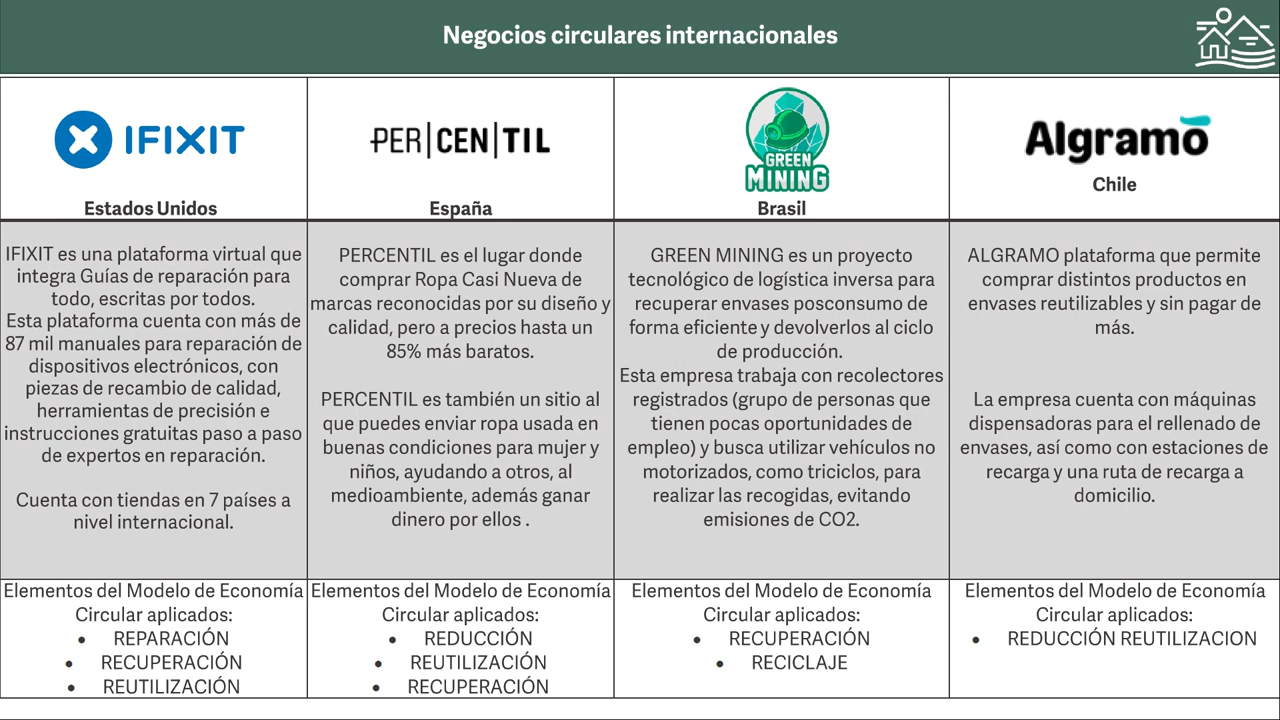 Negocios circulares internacionales
IFIXIT
Estados Unidos
PER|CEN|TIL
España
GREEN
MINING
Brasil
Algramo
Chile
IFIXIT es una plataforma virtual que
integra Guías de reparación para
todo, escritas por todos.
Esta plataforma cuenta con más de
87 mil manuales para reparación de
dispositivos electrónicos, con
piezas de recambio de calidad,
herramientas de precisión e
instrucciones gratuitas paso a paso
de expertos en reparación.
Cuenta con tiendas en 7 países a
nivel internacional.
PERCENTIL es el lugar donde
comprar Ropa Casi Nueva de
marcas reconocidas por su diseño y
calidad, pero a precios hasta un
85% más baratos.
PERCENTIL es también un sitio al
que puedes enviar ropa usada en
buenas condiciones para mujer y
niños, ayudando a otros, al
medioambiente, además ganar
dinero por ellos .
GREEN MINING es un proyecto
tecnológico de logística inversa para
recuperar envases posconsumo de
forma eficiente y devolverlos al ciclo
de producción.
Esta empresa trabaja con recolectores
registrados (grupo de personas que
tienen pocas oportunidades de
empleo) y busca utilizar vehículos no
motorizados, como triciclos, para
realizar las recogidas, evitando
emisiones de CO2.
ALGRAMO plataforma que permite
comprar distintos productos en
envases reutilizables y sin pagar de
más.
La empresa cuenta con máquinas
dispensadoras para el rellenado de
envases, así como con estaciones de
recarga y una ruta de recarga a
domicilio.
Elementos del Modelo de Economía
Circular aplicados:
• REPARACIÓN
• RECUPERACIÓN
• REUTILIZACIÓN
Elementos del Modelo de Economía
Circular aplicados:
• REDUCCIÓN
• REUTILIZACIÓN
• RECUPERACIÓN
Elementos del Modelo de Economía
Circular aplicados:
• RECUPERACIÓN
• RECICLAJE
Elementos del Modelo de Economía
Circular aplicados:
• REDUCCIÓN REUTILIZACION